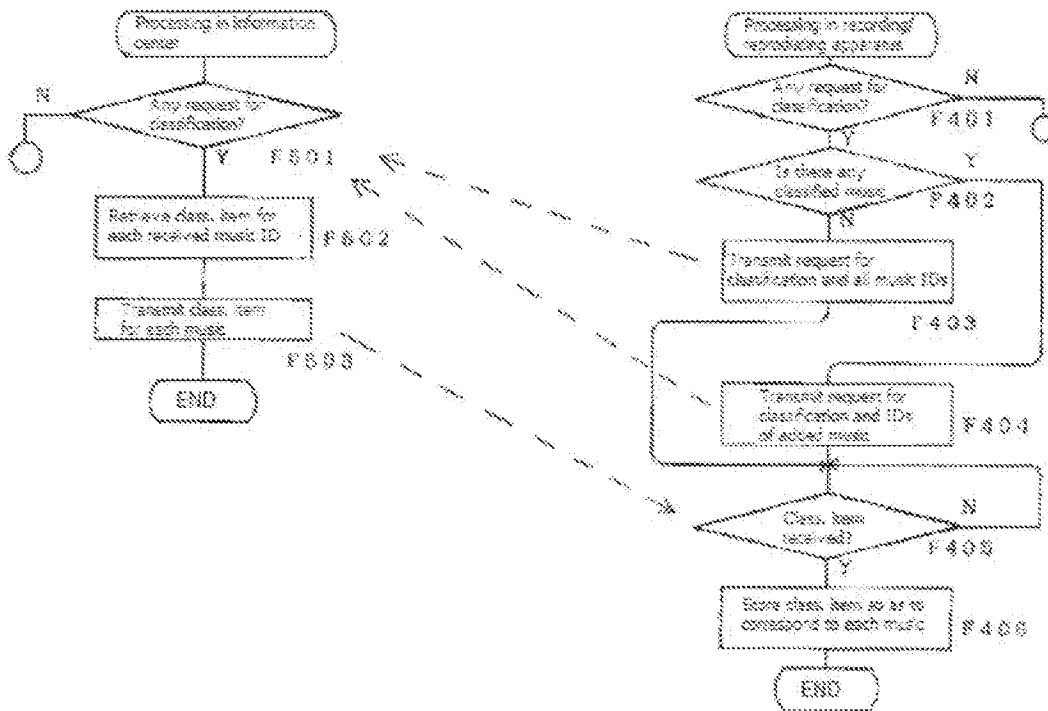 Processing in information
center
N
Any request for
classification?
Y
F501
Retrieve class. item for
each received music ID
F502
Transmit class. item
for each music
F503
END
Processing in recording/
reproducing apparatus
N
Any request for
classification?
F401
Y
Is there any
classified music
Y
F402
N
Transmit request for
classification and all music IDs
F403
Transmit request for
classification and IDs
of added music
F404
Class. item
received?
N
F405
Y
Store class. item so as to
correspond to each music
F406
END